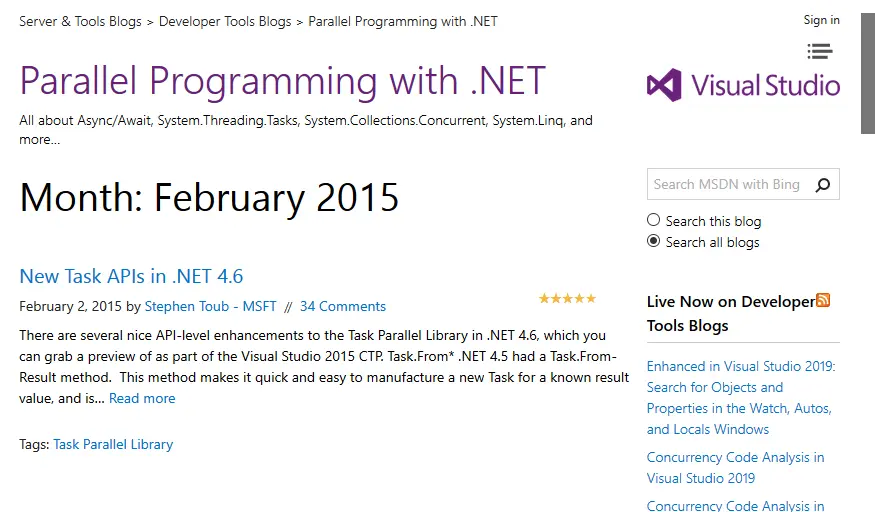 Server & Tools Blogs > Developer Tools Blogs > Parallel Programming with .NET
Sign in
Parallel Programming with .NET
Visual Studio
All about Async/Await, System.Threading.Tasks, System.Collections.Concurrent, System.Linq, and
more...
Month: February 2015
Search MSDN with Bing
Search this blog
Search all blogs
New Task APIs in .NET 4.6
February 2, 2015 by Stephen Toub - MSFT // 34 Comments
There are several nice API-level enhancements to the Task Parallel Library in .NET 4.6, which you
can grab a preview of as part of the Visual Studio 2015 CTP. Task.From* .NET 4.5 had a Task.From-
Result method.  This method makes it quick and easy to manufacture a new Task for a known result
value, and is... Read more
Tags: Task Parallel Library
Live Now on Developer
Tools Blogs
Enhanced in Visual Studio 2019:
Search for Objects and
Properties in the Watch, Autos,
and Locals Windows
Concurrency Code Analysis in
Visual Studio 2019
Concurrency Code Analysis in